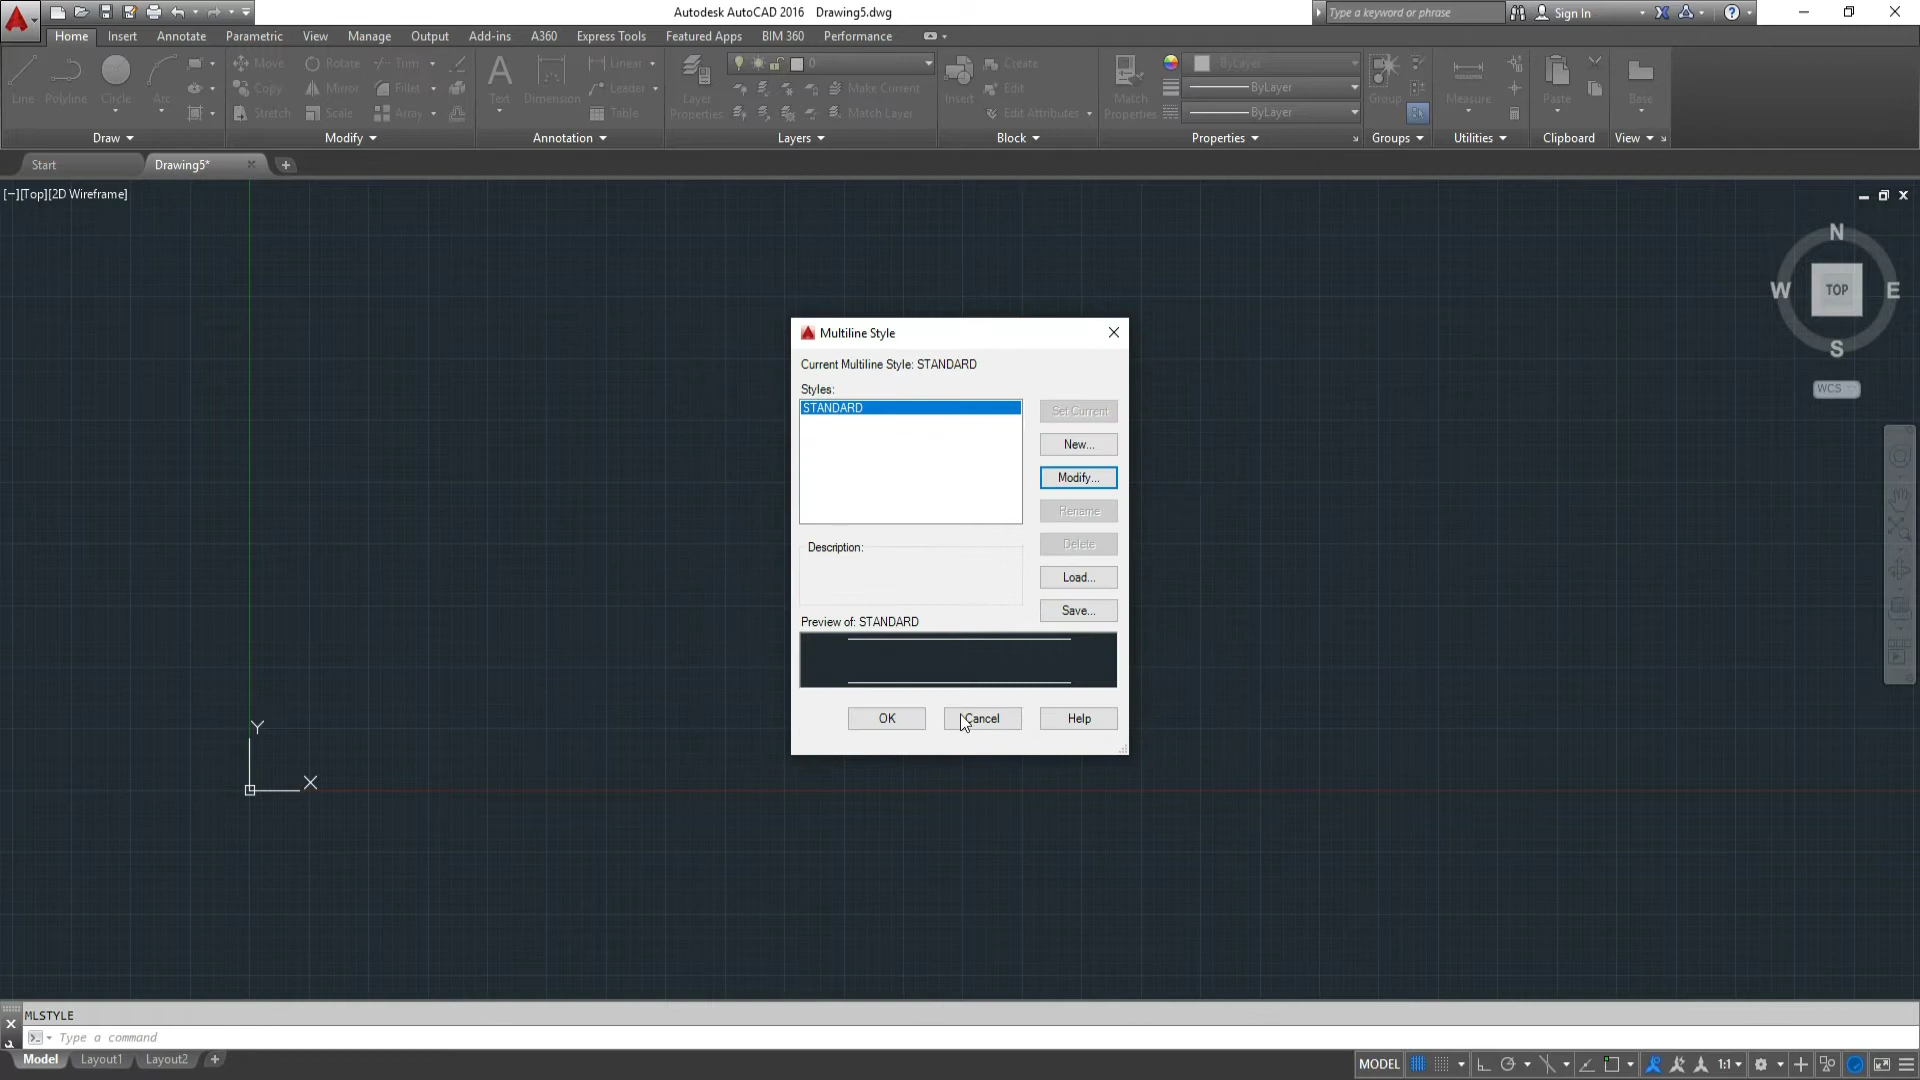 Autodesk AutoCAD 2016 Drawing5.dwg
Type a keyword or phrase
Sign In
Home Insert Annotate Parametric View Manage Output Add-ins A360 Express Tools Featured Apps BIM 360 Performance
Line Polyline Circle Arc
Move Rotate Trim
Copy Mirror Fillet
Stretch Scale Array
Text Dimension
Linear
Leader
Table
Layer Properties
0
Make Current
Match Layer
Insert
Create
Edit
Edit Attributes
Match Properties
ByLayer
ByLayer
ByLayer
Group
Measure
Paste
Base
Draw Modify Annotation Layers Block Properties Groups Utilities Clipboard View
Start Drawing5*
[−][Top][2D Wireframe]
N
W TOP E
S
WCS
Multiline Style
Current Multiline Style: STANDARD
Styles:
STANDARD
Set Current
New...
Modify...
Rename
Delete
Load...
Save...
Description:
Preview of: STANDARD
OK Cancel Help
Y
X
MLSTYLE
Type a command
Model Layout1 Layout2
MODEL 1:1